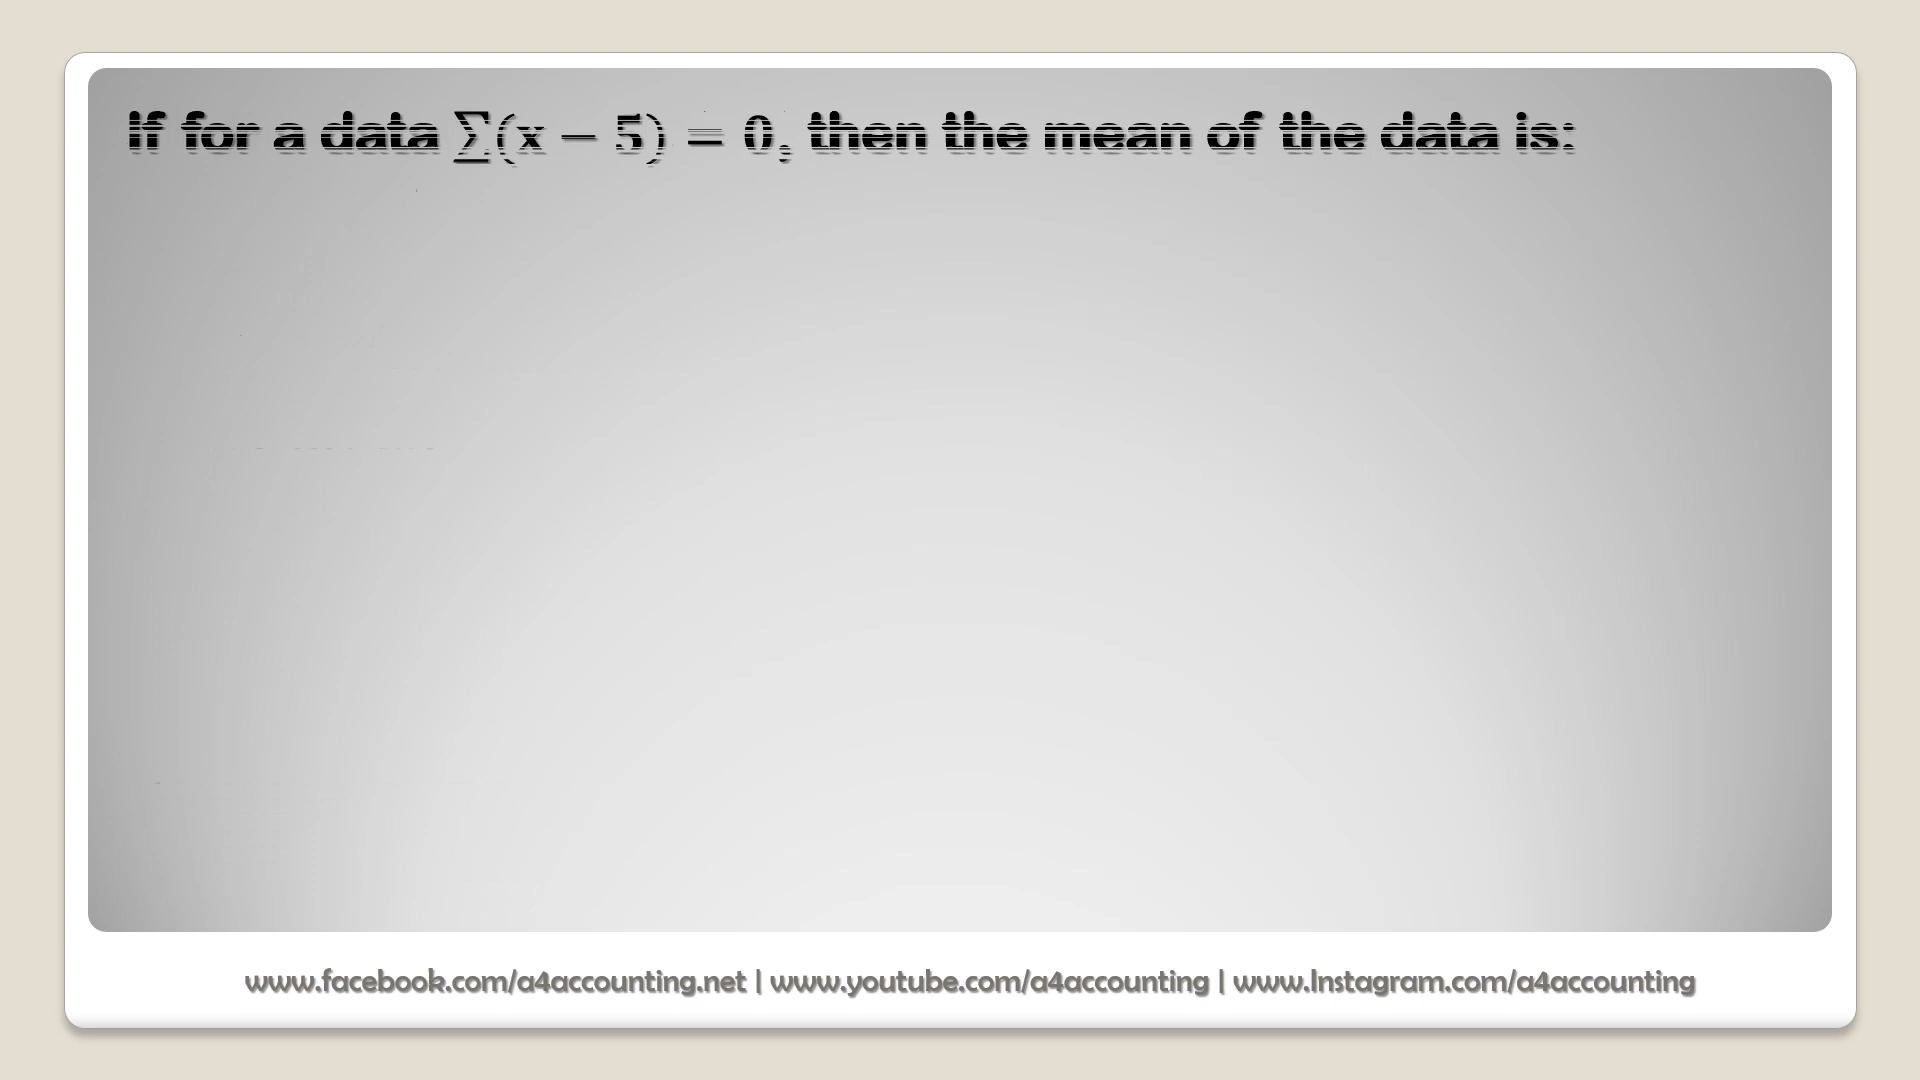 If for a data ∑(x − 5) = 0, then the mean of the data is:
www.facebook.com/a4accounting.net | www.youtube.com/a4accounting | www.Instagram.com/a4accounting